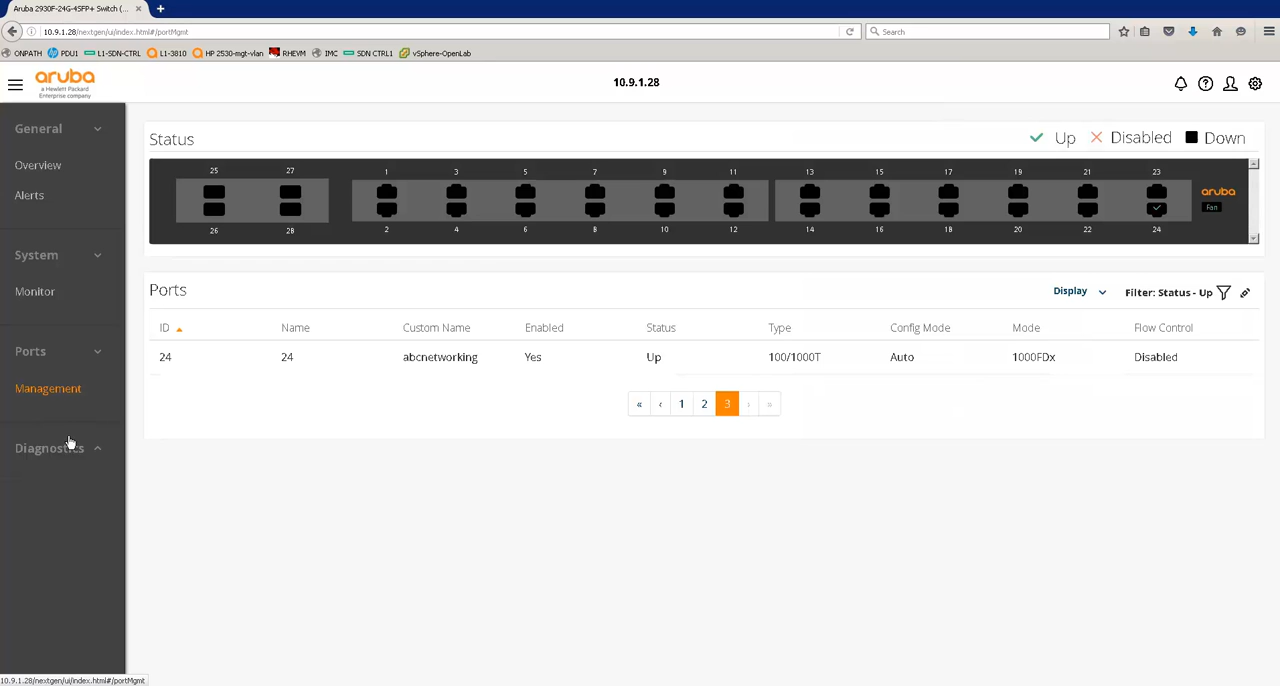 Aruba 2930F-24G-4SFP+ Switch (...
10.9.1.28/nextgen/ui/index.html#/portMgmt
Search
ONPATH PDU1 L1-SDN-CTRL L1-3810 HP 2530-mgt-vlan RHEVM IMC SDN CTRL1 vSphere-OpenLab
aruba
a Hewlett Packard
Enterprise company
10.9.1.28
General
Overview
Alerts
System
Monitor
Ports
Management
Diagnostics
Status
Up Disabled Down
25 27 1 3 5 7 9 11 13 15 17 19 21 23
aruba
Fan
26 28 2 4 6 8 10 12 14 16 18 20 22 24
Ports
Display Filter: Status - Up
ID Name Custom Name Enabled Status Type Config Mode Mode Flow Control
24 24 abcnetworking Yes Up 100/1000T Auto 1000FDx Disabled
« ‹ 1 2 3 › »
10.9.1.28/nextgen/ui/index.html#/portMgmt